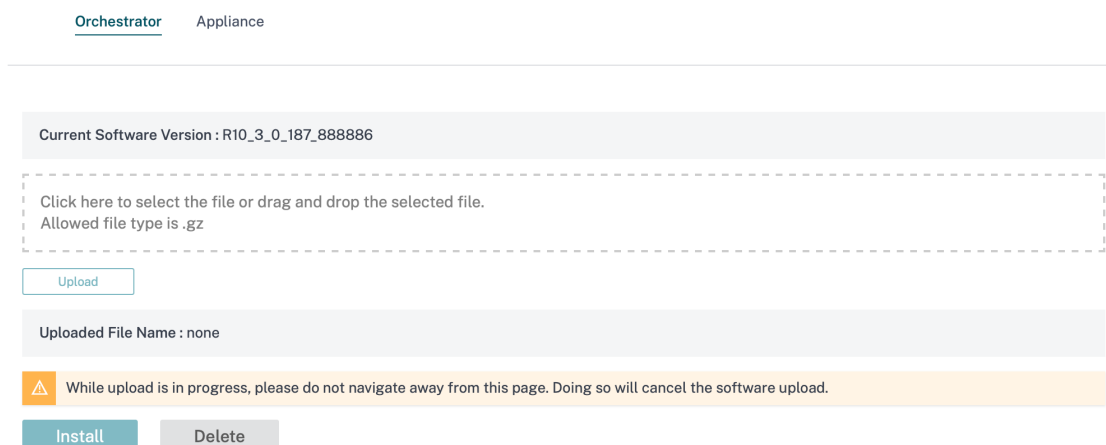 Orchestrator Appliance
Current Software Version : R10_3_0_187_888886
Click here to select the file or drag and drop the selected file.
Allowed file type is .gz
Upload
Uploaded File Name : none
While upload is in progress, please do not navigate away from this page. Doing so will cancel the software upload.
Install Delete